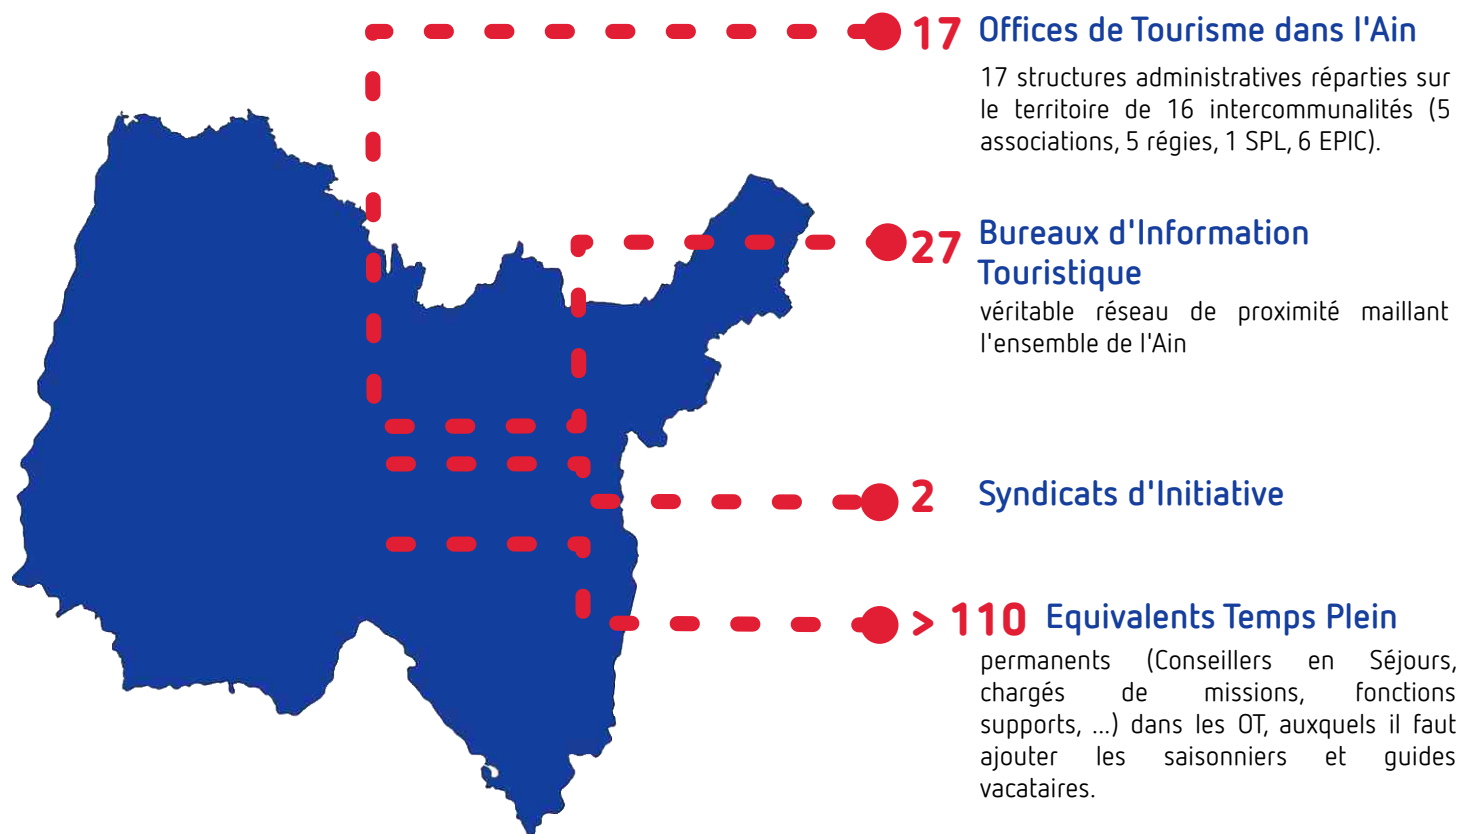 17 Offices de Tourisme dans l'Ain
17 structures administratives réparties sur
le territoire de 16 intercommunalités (5
associations, 5 régies, 1 SPL, 6 EPIC).
27 Bureaux d'Information
Touristique
véritable réseau de proximité maillant
l'ensemble de l'Ain
2 Syndicats d'Initiative
> 110 Equivalents Temps Plein
permanents (Conseillers en Séjours,
chargés de missions, fonctions
supports, ...) dans les OT, auxquels il faut
ajouter les saisonniers et guides
vacataires.